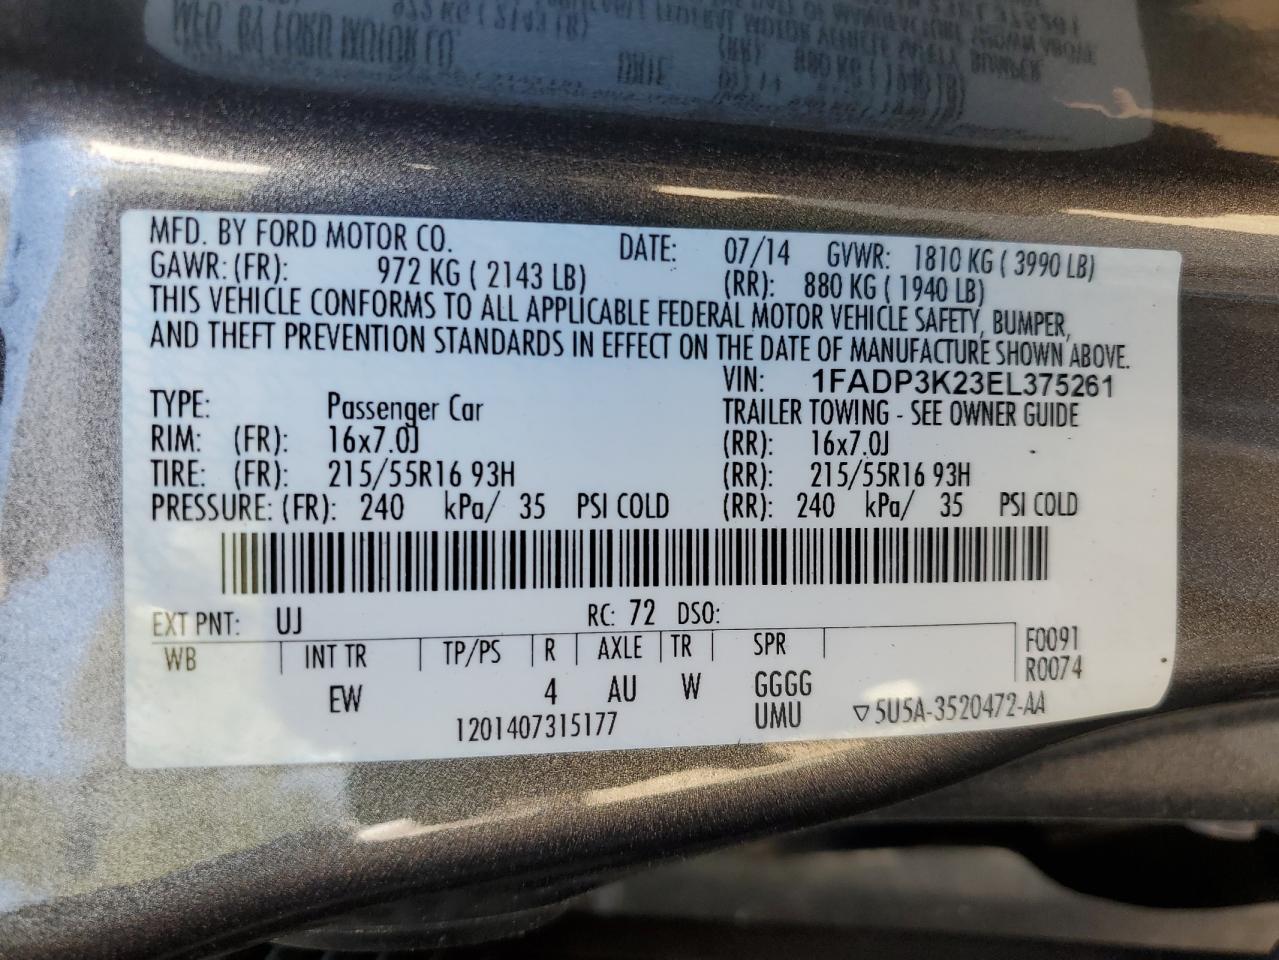 MFD. BY FORD MOTOR CO. DATE: 07/14 GVWR: 1810 KG ( 3990 LB)
GAWR: (FR): 972 KG ( 2143 LB) (RR): 880 KG ( 1940 LB)
THIS VEHICLE CONFORMS TO ALL APPLICABLE FEDERAL MOTOR VEHICLE SAFETY, BUMPER,
AND THEFT PREVENTION STANDARDS IN EFFECT ON THE DATE OF MANUFACTURE SHOWN ABOVE.
VIN: 1FADP3K23EL375261
TYPE: Passenger Car TRAILER TOWING - SEE OWNER GUIDE
RIM: (FR): 16x7.0J (RR): 16x7.0J
TIRE: (FR): 215/55R16 93H (RR): 215/55R16 93H
PRESSURE: (FR): 240 kPa/ 35 PSI COLD (RR): 240 kPa/ 35 PSI COLD
EXT PNT: UJ RC: 72 DSO:
WB INT TR TP/PS R AXLE TR SPR F0091
R0074
EW 4 AU W GGGG
1201407315177 UMU ▽5U5A-3520472-AA